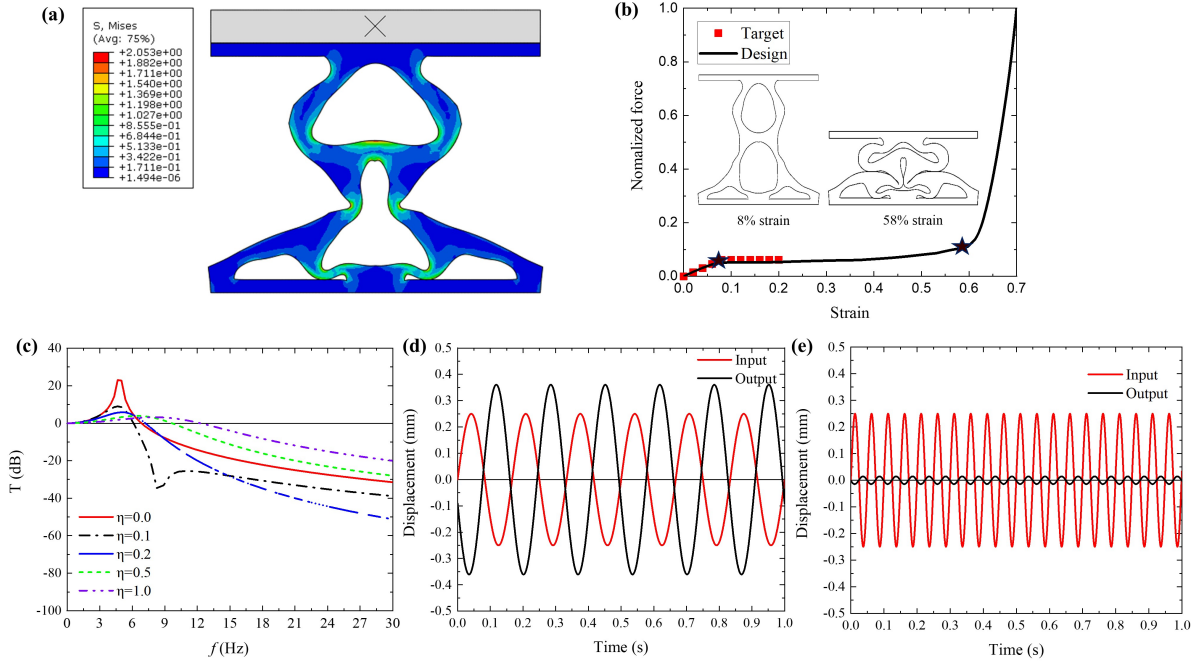 (a)
S, Mises
(Avg: 75%)
+2.053e+00
+1.882e+00
+1.711e+00
+1.540e+00
+1.369e+00
+1.198e+00
+1.027e+00
+8.555e-01
+6.844e-01
+5.133e-01
+3.422e-01
+1.711e-01
+1.494e-06
(b)
Nomalized force
1.0
0.8
0.6
0.4
0.2
0.0
Target
Design
8% strain
58% strain
0.0 0.1 0.2 0.3 0.4 0.5 0.6 0.7
Strain
(c)
T (dB)
40
20
0
-20
-40
-60
-80
-100
η=0.0
η=0.1
η=0.2
η=0.5
η=1.0
0 3 6 9 12 15 18 21 24 27 30
f (Hz)
(d)
Displacement (mm)
0.5
0.4
0.3
0.2
0.1
0.0
-0.1
-0.2
-0.3
-0.4
-0.5
Input
Output
0.0 0.1 0.2 0.3 0.4 0.5 0.6 0.7 0.8 0.9 1.0
Time (s)
(e)
Displacement (mm)
0.5
0.4
0.3
0.2
0.1
0.0
-0.1
-0.2
-0.3
-0.4
-0.5
Input
Output
0.0 0.1 0.2 0.3 0.4 0.5 0.6 0.7 0.8 0.9 1.0
Time (s)